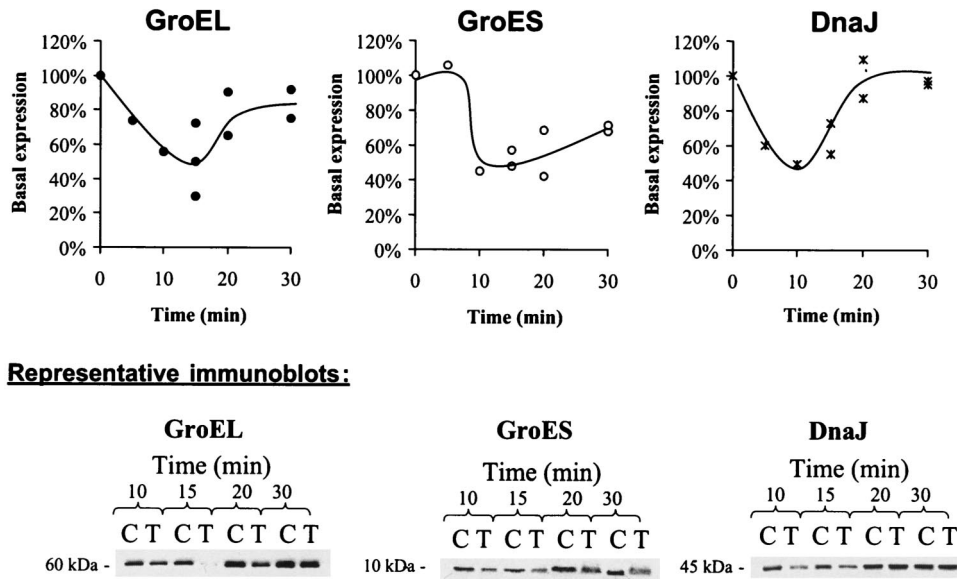 GroEL GroES DnaJ
120% 120% 120%
100% 100% 100%
80% 80% 80%
60% 60% 60%
40% 40% 40%
20% 20% 20%
0% 0% 0%
Basal expression Basal expression Basal expression
0 10 20 30 0 10 20 30 0 10 20 30
Time (min) Time (min) Time (min)
Representative immunoblots:
GroEL GroES DnaJ
Time (min) Time (min) Time (min)
10 15 20 30 10 15 20 30 10 15 20 30
C T C T C T C T C T C T C T C T C T C T C T C T
60 kDa - 10 kDa - 45 kDa -